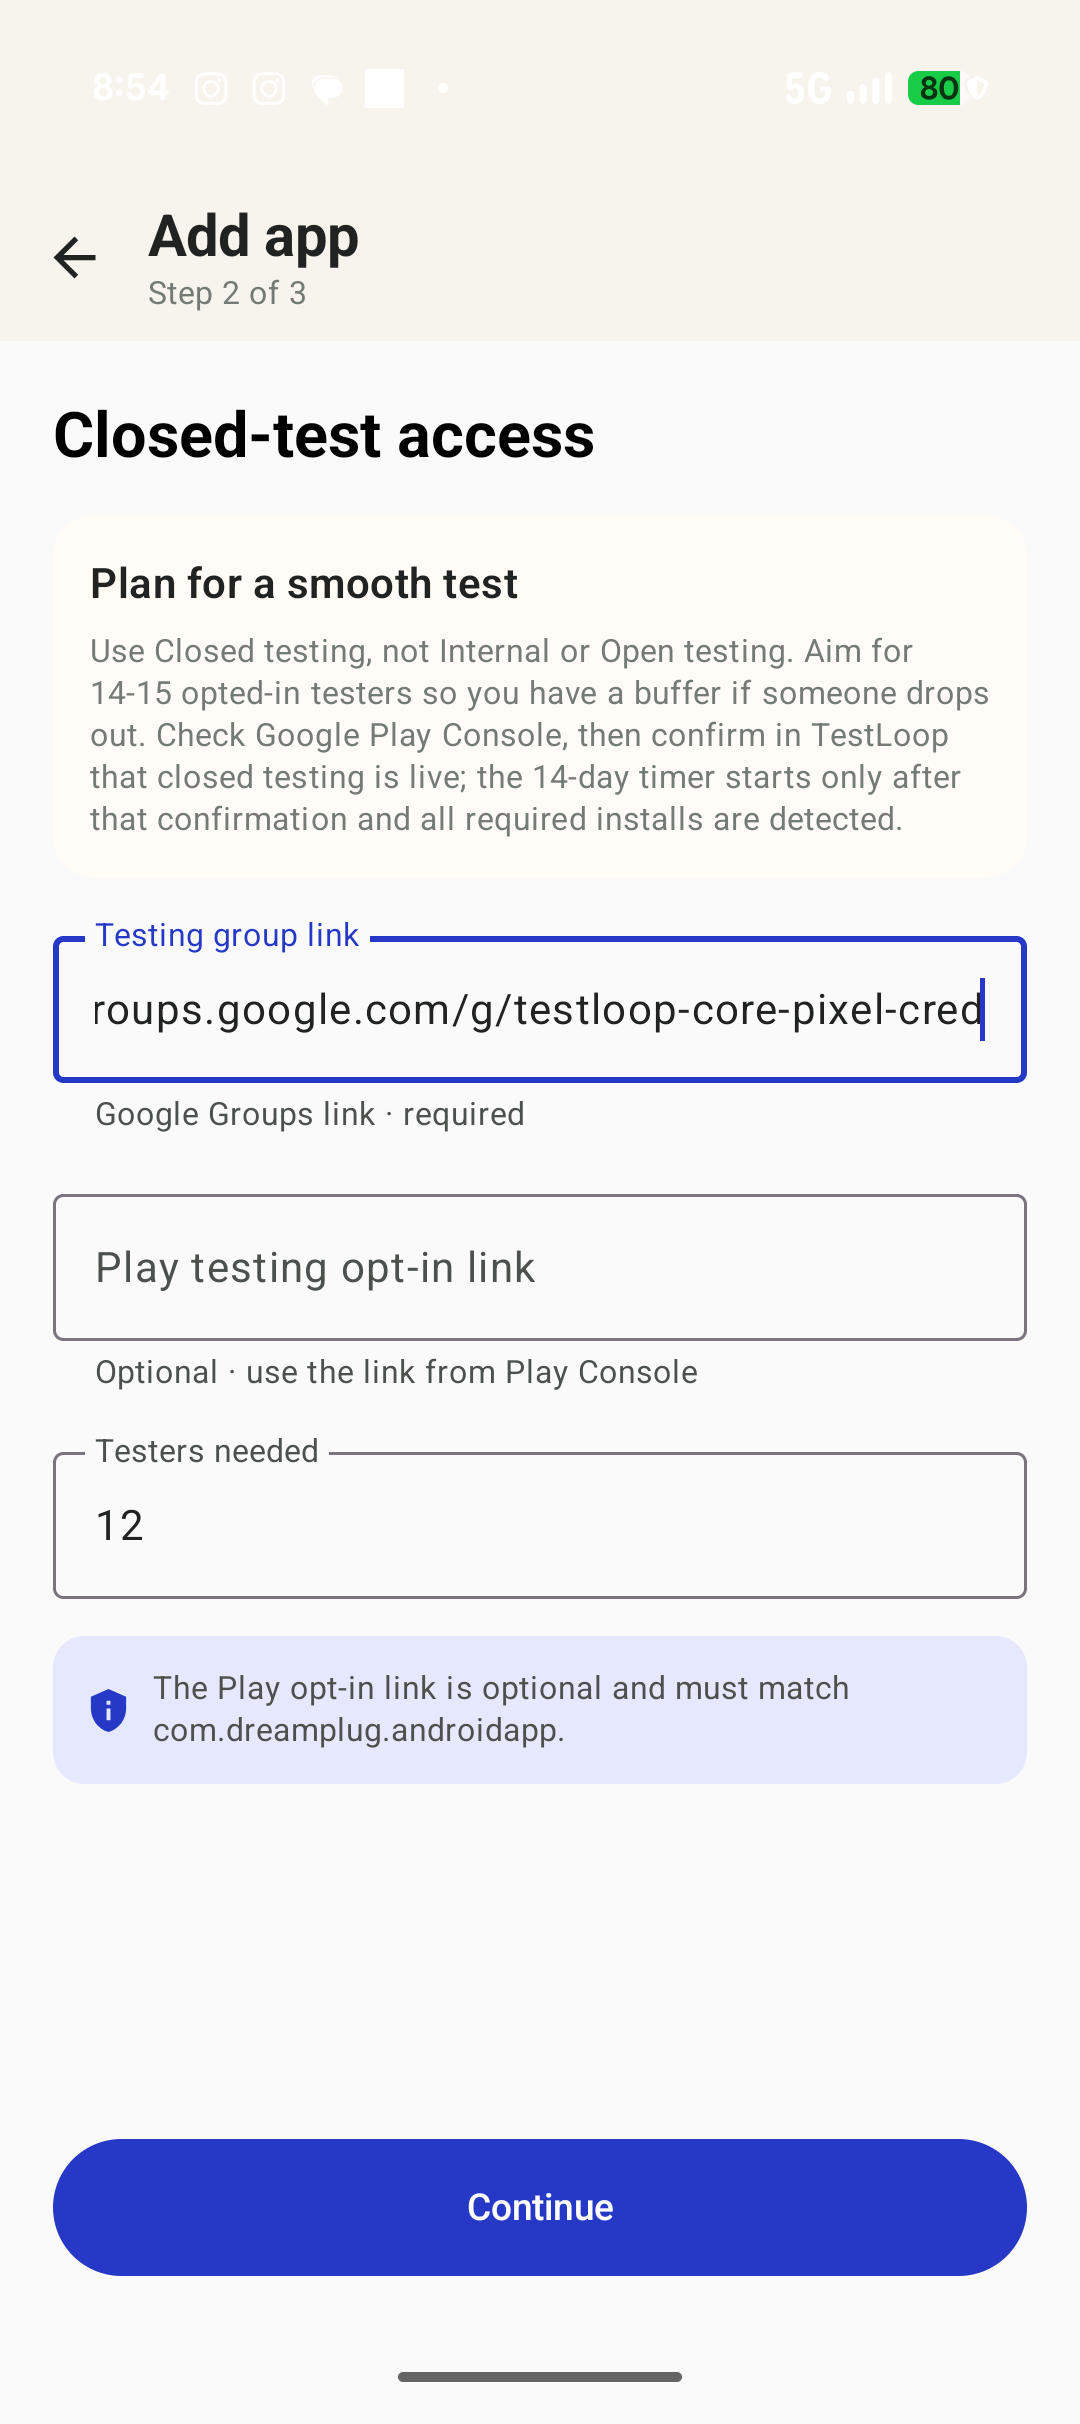 8:54 5G 80
Add app
Step 2 of 3
Closed-test access
Plan for a smooth test
Use Closed testing, not Internal or Open testing. Aim for
14-15 opted-in testers so you have a buffer if someone drops
out. Check Google Play Console, then confirm in TestLoop
that closed testing is live; the 14-day timer starts only after
that confirmation and all required installs are detected.
Testing group link
roups.google.com/g/testloop-core-pixel-cred
Google Groups link · required
Play testing opt-in link
Optional · use the link from Play Console
Testers needed
12
The Play opt-in link is optional and must match
com.dreamplug.androidapp.
Continue